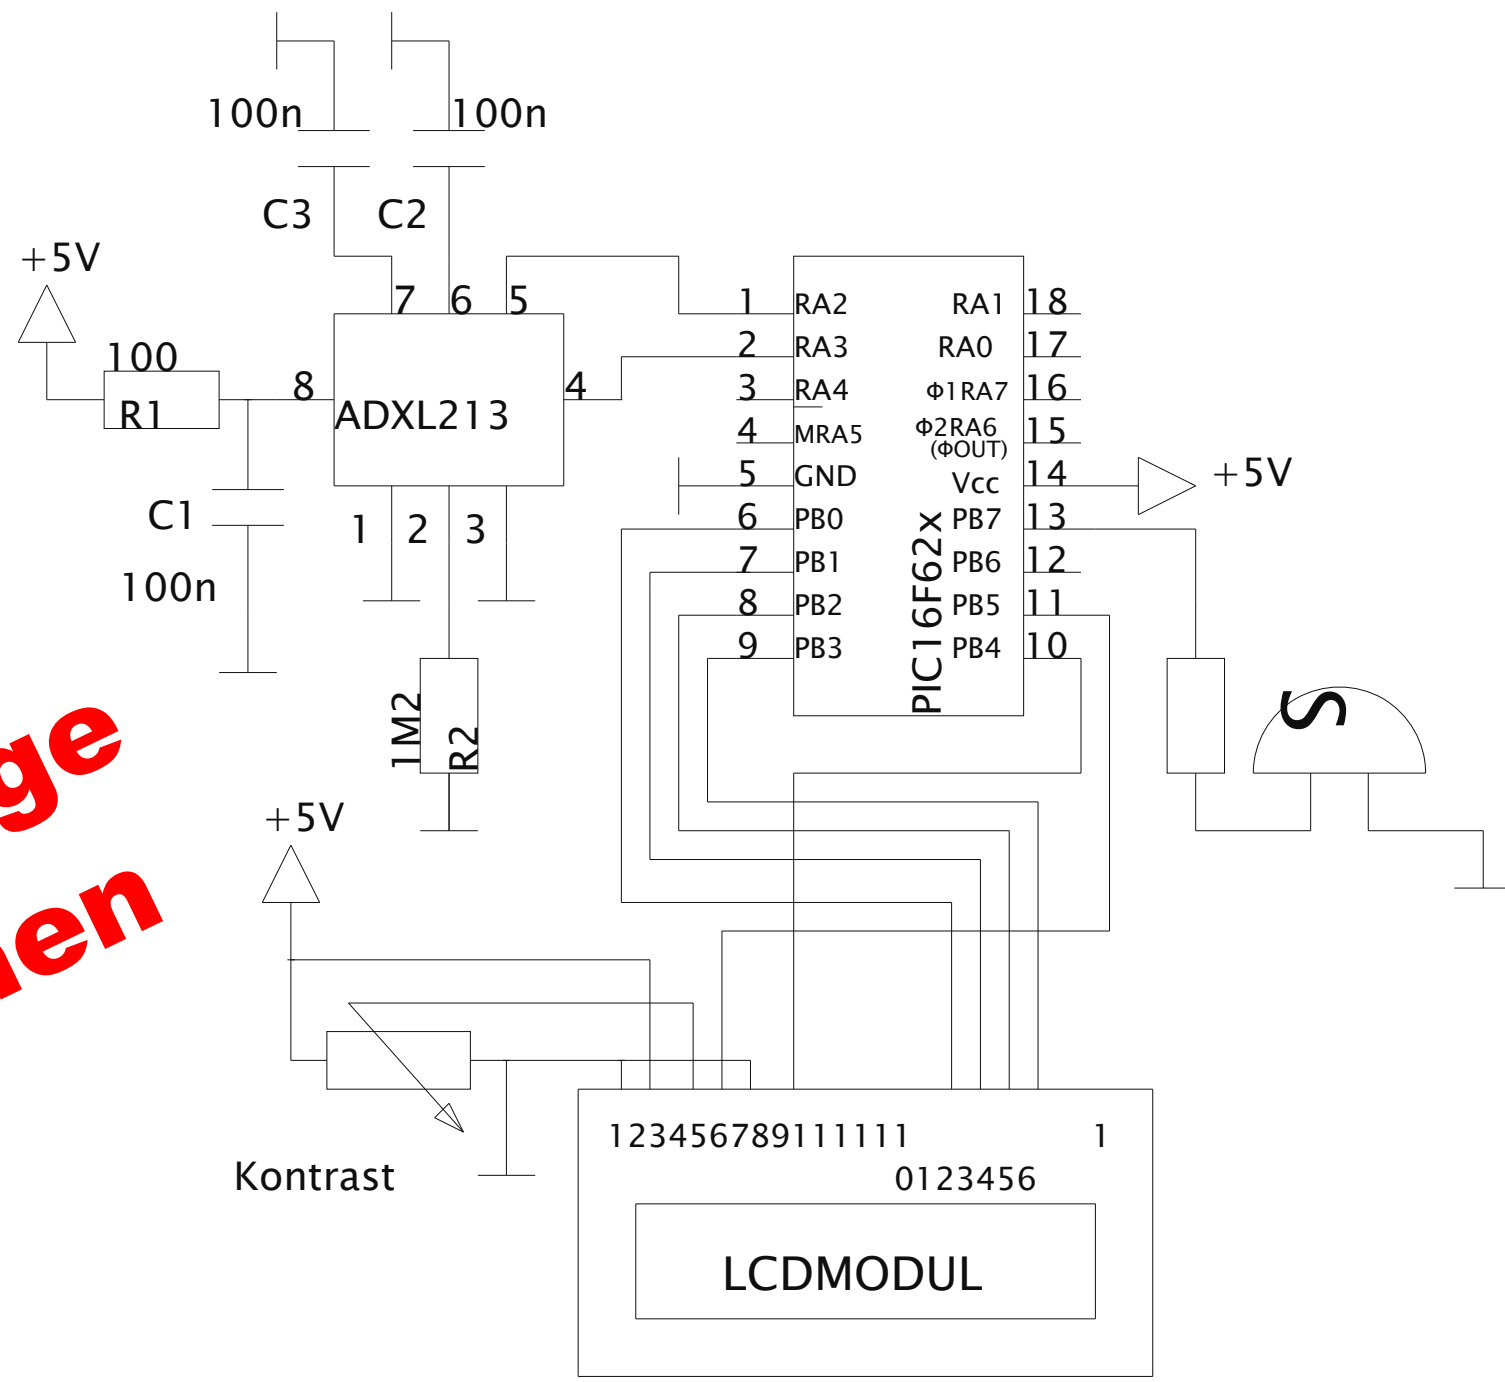 100n 100n
C3 C2
+5V
7 6 5
100
R1
8
4
ADXL213
C1
1 2 3
100n
1M2
R2
1 RA2 RA1 18
2 RA3 RA0 17
3 RA4 Φ1RA7 16
4 MRA5 Φ2RA6 15
(ΦOUT)
5 GND Vcc 14
+5V
6 PB0 PB7 13
7 PB1 PB6 12
8 PB2 PB5 11
9 PB3 PB4 10
PIC16F62x
S
ge
en
+5V
Kontrast
123456789111111 1
0123456
LCDMODUL